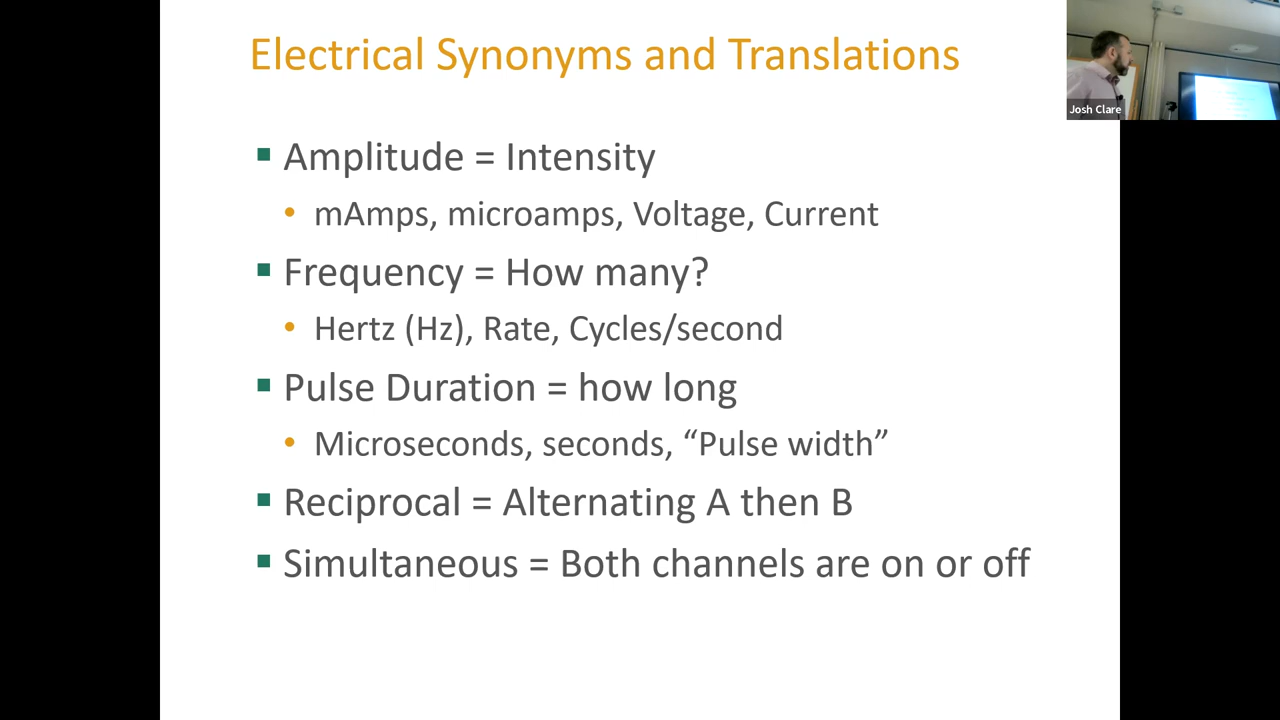 Electrical Synonyms and Translations
Josh Clare
▪ Amplitude = Intensity
• mAmps, microamps, Voltage, Current
▪ Frequency = How many?
• Hertz (Hz), Rate, Cycles/second
▪ Pulse Duration = how long
• Microseconds, seconds, “Pulse width”
▪ Reciprocal = Alternating A then B
▪ Simultaneous = Both channels are on or off